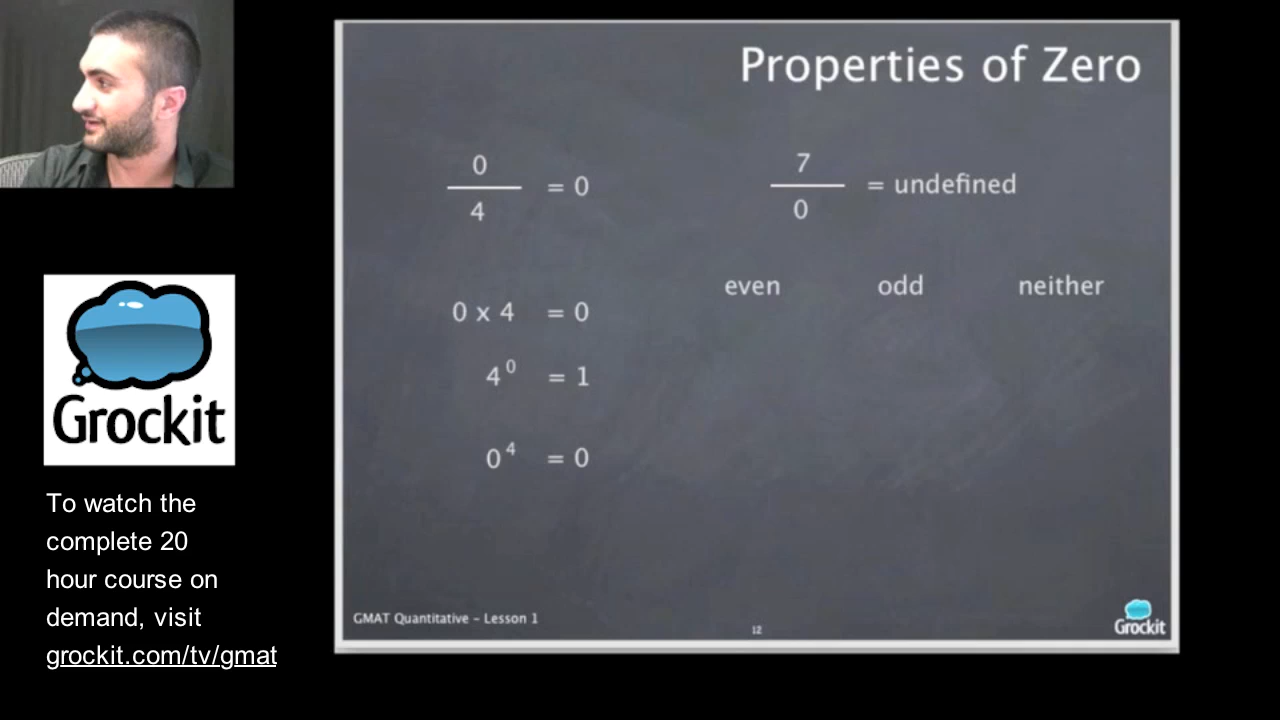 Properties of Zero
0
4
= 0
7
0
= undefined
even odd neither
0 x 4 = 0
4⁰ = 1
0⁴ = 0
GMAT Quantitative – Lesson 1
12
Grockit
Grockit
To watch the
complete 20
hour course on
demand, visit
grockit.com/tv/gmat